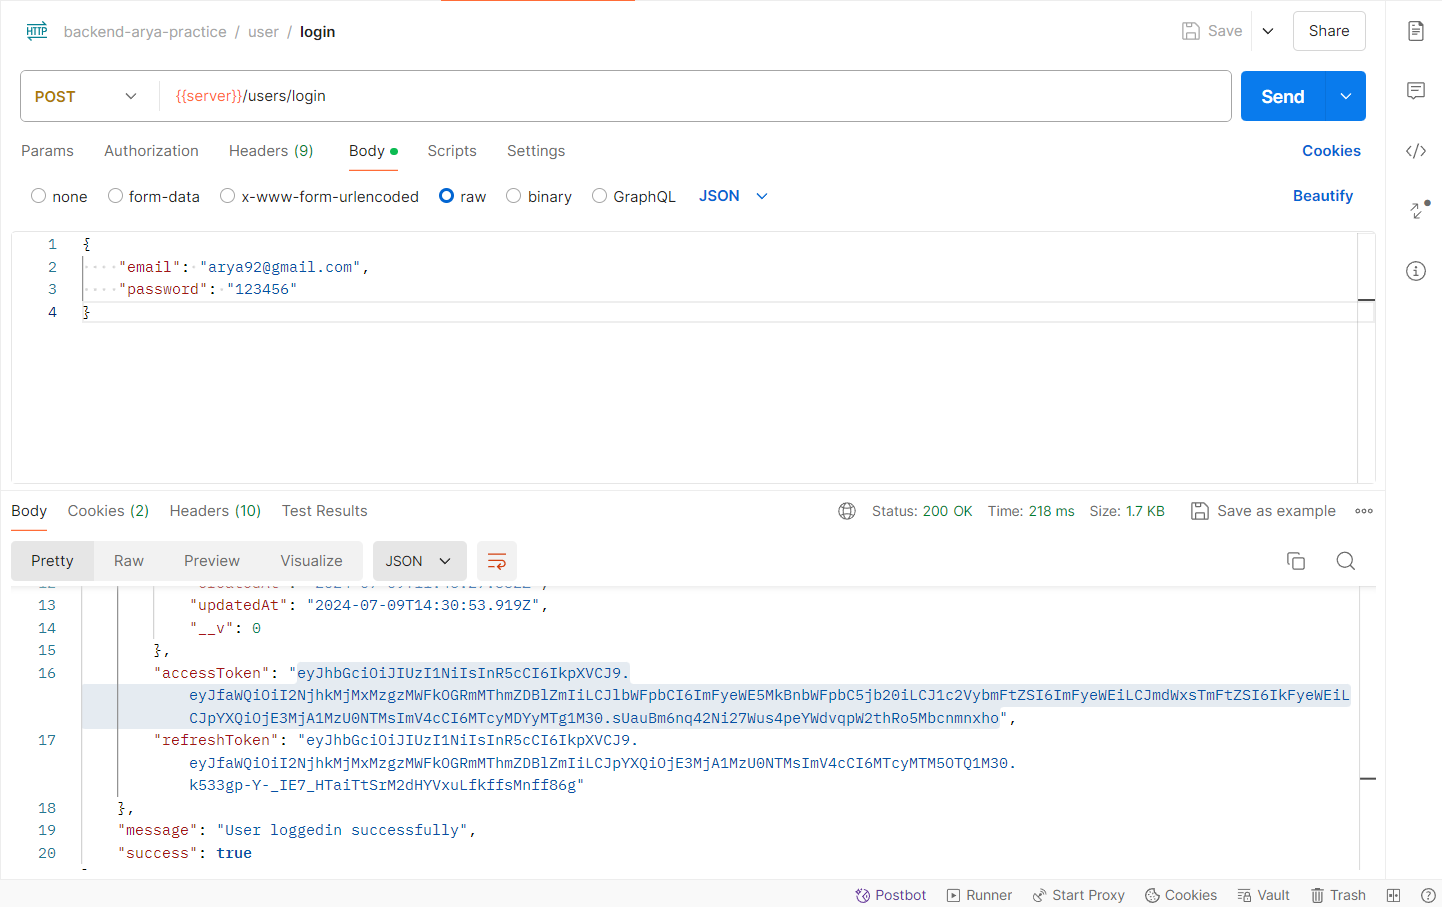 HTTP backend-arya-practice / user / login Save Share
POST {{server}}/users/login Send
Params Authorization Headers (9) Body Scripts Settings Cookies
none form-data x-www-form-urlencoded raw binary GraphQL JSON Beautify
1 {
2 "email": "arya92@gmail.com",
3 "password": "123456"
4 }
Body Cookies (2) Headers (10) Test Results Status: 200 OK Time: 218 ms Size: 1.7 KB Save as example
Pretty Raw Preview Visualize JSON
13 "updatedAt": "2024-07-09T14:30:53.919Z",
14 "__v": 0
15 },
16 "accessToken": "eyJhbGciOiJIUzI1NiIsInR5cCI6IkpXVCJ9.
eyJfaWQiOiI2NjhkMjMxMzgzMWFkOGRmMThmZDBlZmIiLCJlbWFpbCI6ImFyeWE5MkBnbWFpbC5jb20iLCJ1c2VybmFtZSI6ImFyeWEiLCJmdWxsTmFtZSI6IkFyeWEiL
CJpYXQiOjE3MjA1MzU0NTMsImV4cCI6MTcyMDYyMTg1M30.sUauBm6nq42Ni27Wus4peYWdvqpW2thRo5Mbcnmnxho",
17 "refreshToken": "eyJhbGciOiJIUzI1NiIsInR5cCI6IkpXVCJ9.
eyJfaWQiOiI2NjhkMjMxMzgzMWFkOGRmMThmZDBlZmIiLCJpYXQiOjE3MjA1MzU0NTMsImV4cCI6MTcyMTM5OTQ1M30.
k533gp-Y-_IE7_HTaiTtSrM2dHYVxuLfkffsMnff86g"
18 },
19 "message": "User loggedin successfully",
20 "success": true
Postbot Runner Start Proxy Cookies Vault Trash